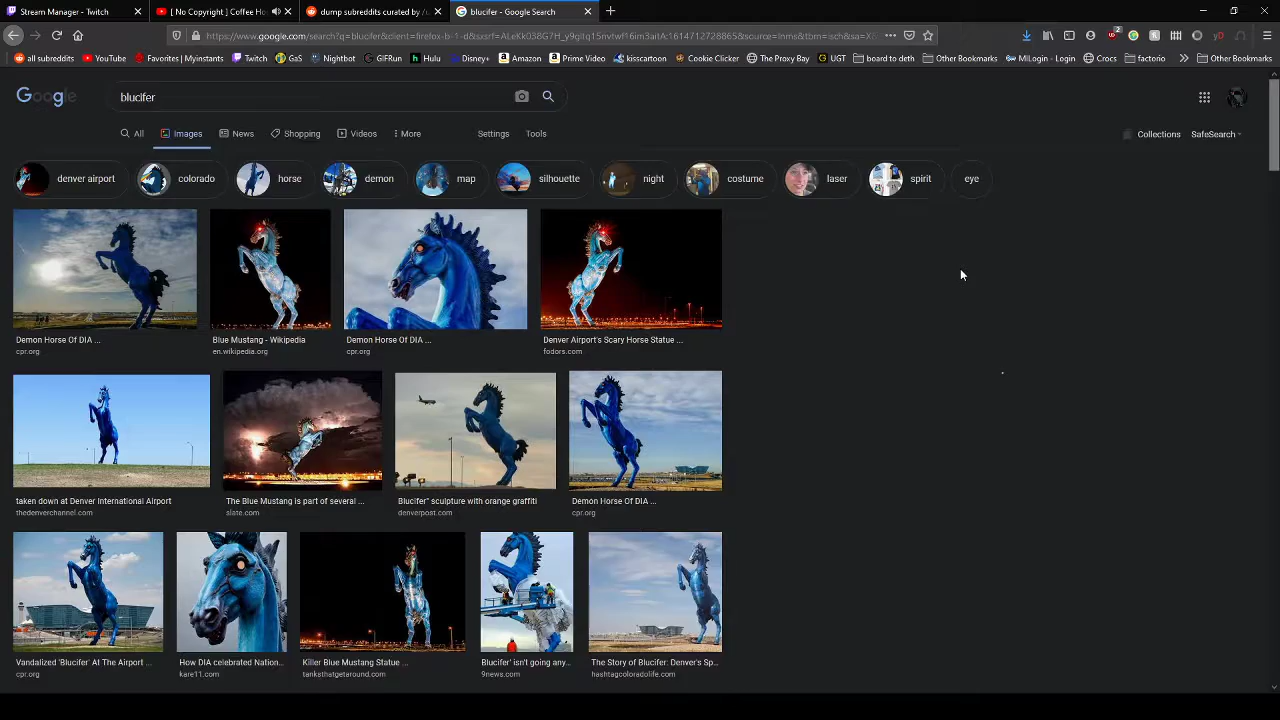 Stream Manager - Twitch
[ No Copyright ] Coffee Ho
dump subreddits curated by /u
blucifer - Google Search
all subreddits YouTube Favorites | Myinstants Twitch GaS Nightbot GIFRun Hulu Disney+ Amazon Prime Video kisscartoon Cookie Clicker The Proxy Bay UGT board to deth Other Bookmarks MiLogin - Login Crocs factorio Other Bookmarks
Google
blucifer
All Images News Shopping Videos More Settings Tools Collections SafeSearch
denver airport colorado horse demon map silhouette night costume laser spirit eye
Demon Horse Of DIA ...
cpr.org
Blue Mustang - Wikipedia
en.wikipedia.org
Demon Horse Of DIA ...
cpr.org
Denver Airport's Scary Horse Statue ...
fodors.com
taken down at Denver International Airport
thedenverchannel.com
The Blue Mustang is part of several ...
slate.com
Blucifer" sculpture with orange graffiti
denverpost.com
Demon Horse Of DIA ...
cpr.org
Vandalized 'Blucifer' At The Airport ...
cpr.org
How DIA celebrated Nation...
kare11.com
Killer Blue Mustang Statue ...
tanksthatgetaround.com
Blucifer' isn't going any...
9news.com
The Story of Blucifer: Denver's Sp...
hashtagcoloradolife.com